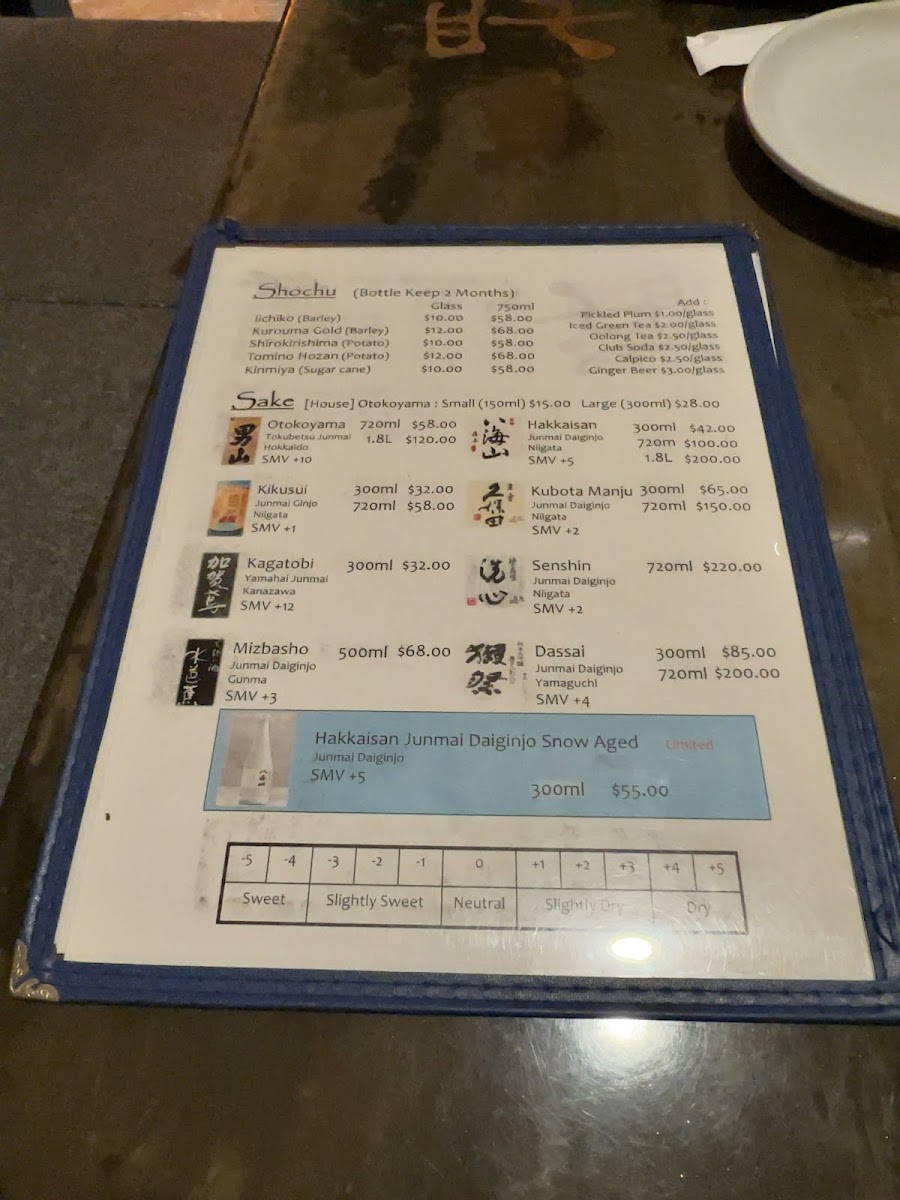 Shochu (Bottle Keep 2 Months)
Glass 750ml
Iichiko (Barley) $10.00 $58.00
Kurouma Gold (Barley) $12.00 $68.00
Shirokirishima (Potato) $10.00 $58.00
Tomino Hozan (Potato) $12.00 $68.00
Kinmiya (Sugar cane) $10.00 $58.00
Add :
Pickled Plum $1.00/glass
Iced Green Tea $2.00/glass
Oolong Tea $2.50/glass
Club Soda $2.50/glass
Calpico $2.50/glass
Ginger Beer $3.00/glass
Sake [House] Otokoyama : Small (150ml) $15.00 Large (300ml) $28.00
男山
Otokoyama 720ml $58.00
Tokubetsu Junmai 1.8L $120.00
Hokkaido
SMV +10
八海山
Hakkaisan 300ml $42.00
Junmai Daiginjo 720m $100.00
Niigata 1.8L $200.00
SMV +5
Kikusui 300ml $32.00
Junmai Ginjo 720ml $58.00
Niigata
SMV +1
久保田
Kubota Manju 300ml $65.00
Junmai Daiginjo 720ml $150.00
Niigata
SMV +2
加賀鳶
Kagatobi 300ml $32.00
Yamahai Junmai
Kanazawa
SMV +12
洗心
Senshin 720ml $220.00
Junmai Daiginjo
Niigata
SMV +2
Mizbasho 500ml $68.00
Junmai Daiginjo
Gunma
SMV +3
獺祭
Dassai 300ml $85.00
Junmai Daiginjo 720ml $200.00
Yamaguchi
SMV +4
Hakkaisan Junmai Daiginjo Snow Aged Limited
Junmai Daiginjo
SMV +5
300ml $55.00
-5 -4 -3 -2 -1 0 +1 +2 +3 +4 +5
Sweet Slightly Sweet Neutral Slightly Dry Dry